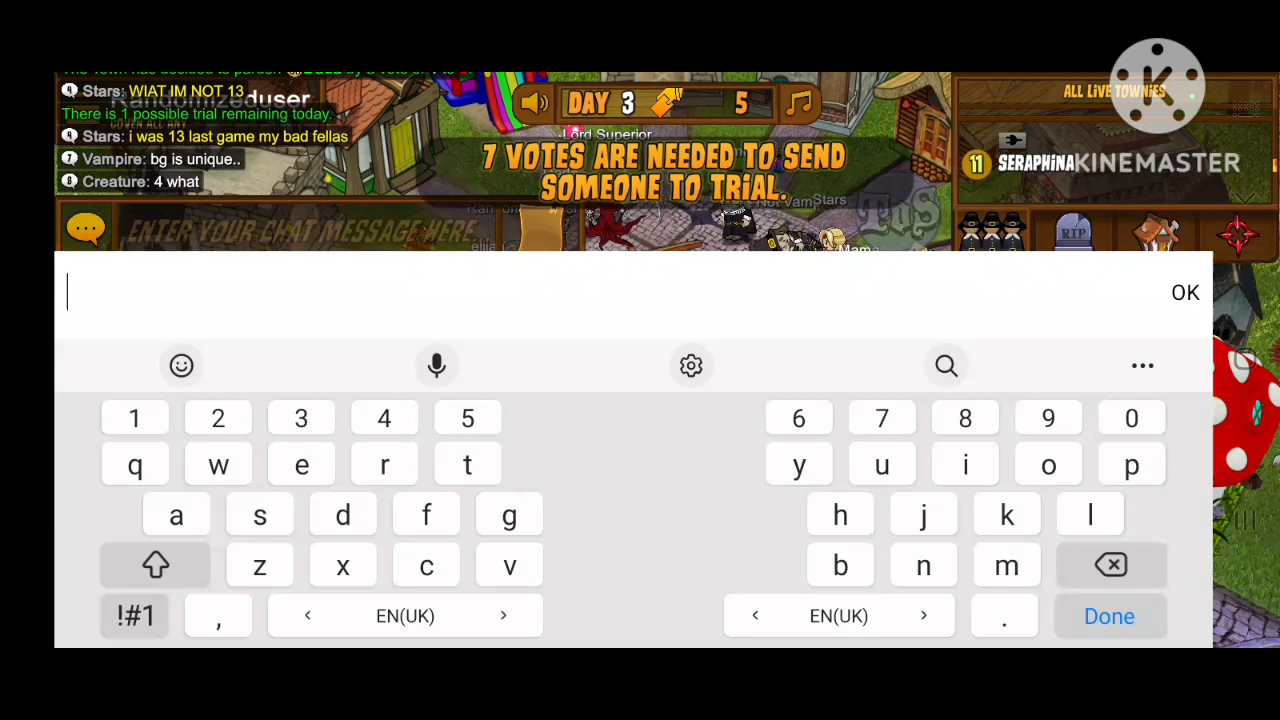 Stars: WIAT IM NOT 13
There is 1 possible trial remaining today.
Stars: i was 13 last game my bad fellas
Vampire: bg is unique..
Creature: 4 what
ENTER YOUR CHAT MESSAGE HERE
DAY 3 5
Lord Superior
7 VOTES ARE NEEDED TO SEND
SOMEONE TO TRIAL.
Stars
ALL LIVE TOWNIES
11 SERAPHINA
K
KINEMASTER
RIP
OK
1 2 3 4 5 6 7 8 9 0
q w e r t y u i o p
a s d f g h j k l
z x c v b n m
!#1 , < EN(UK) > < EN(UK) > . Done